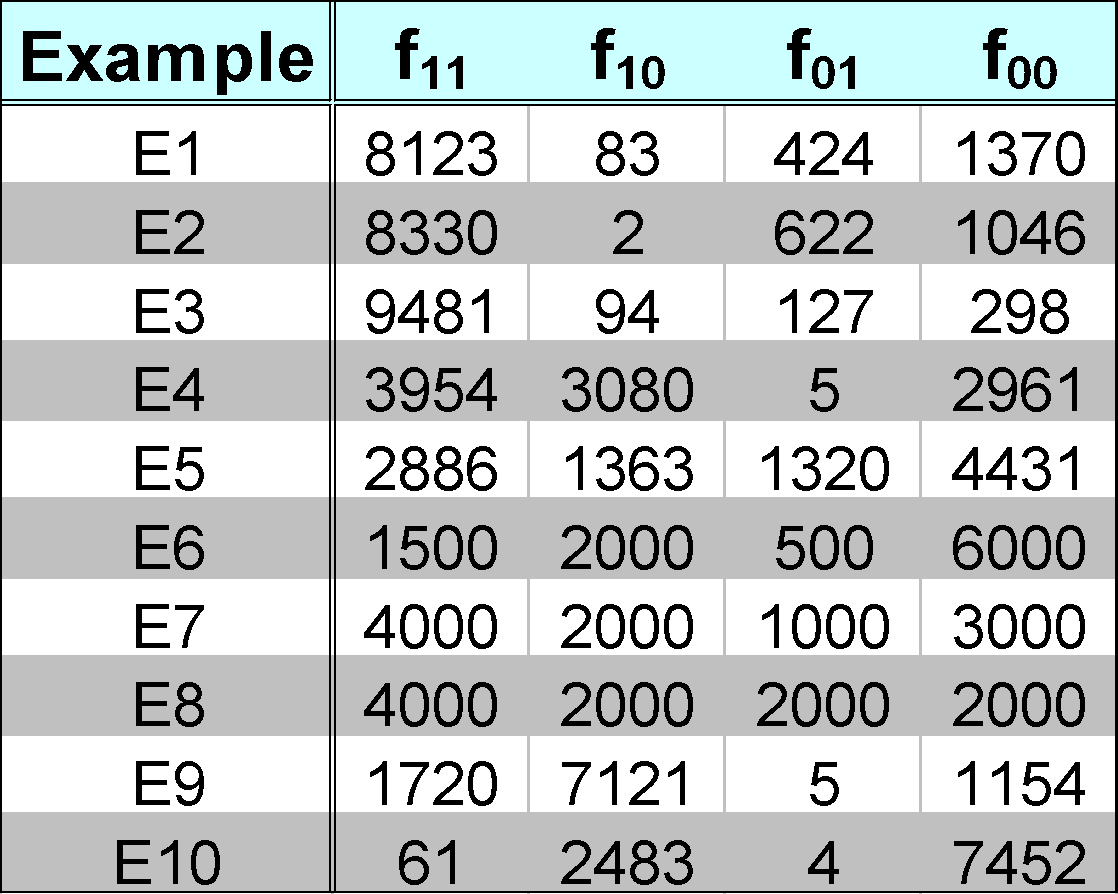 Example f₁₁ f₁₀ f₀₁ f₀₀
E1 8123 83 424 1370
E2 8330 2 622 1046
E3 9481 94 127 298
E4 3954 3080 5 2961
E5 2886 1363 1320 4431
E6 1500 2000 500 6000
E7 4000 2000 1000 3000
E8 4000 2000 2000 2000
E9 1720 7121 5 1154
E10 61 2483 4 7452